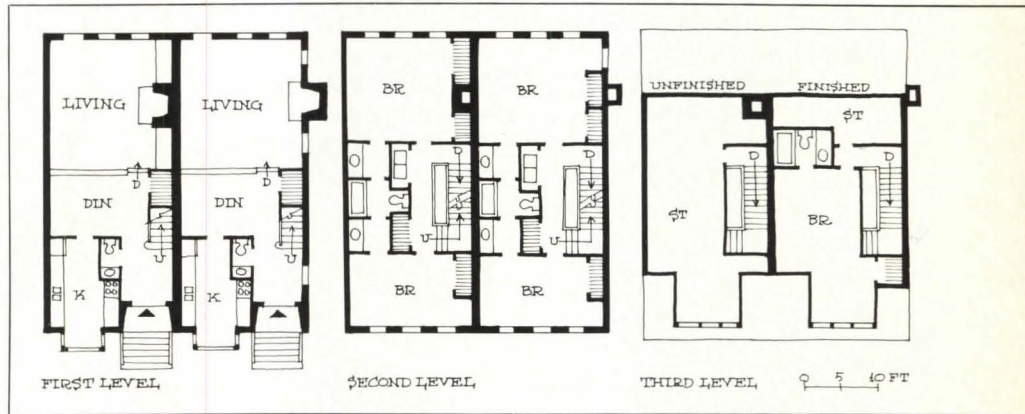 LIVING
LIVING
D
D
DIN
DIN
U
U
K
K
FIRST LEVEL
BR
BR
D
D
U
U
BR
BR
SECOND LEVEL
UNFINISHED
FINISHED
ST
D
D
ST
BR
THIRD LEVEL
0 5 10 FT